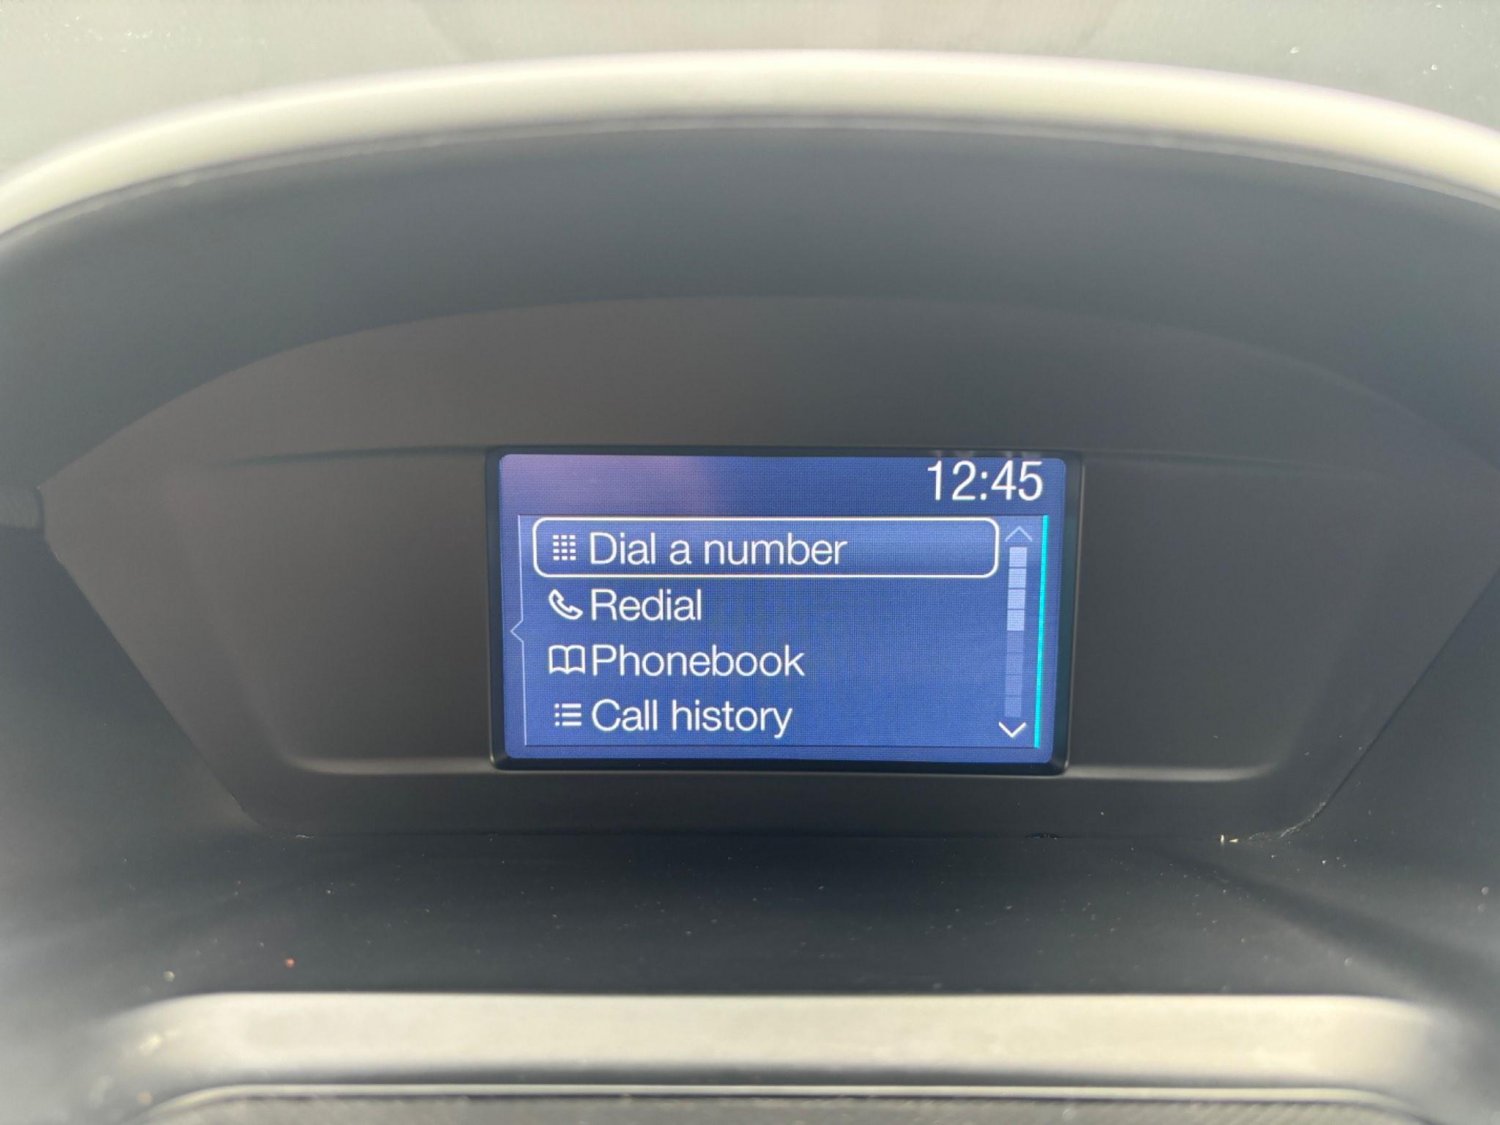 12:45
Dial a number
Redial
Phonebook
Call history